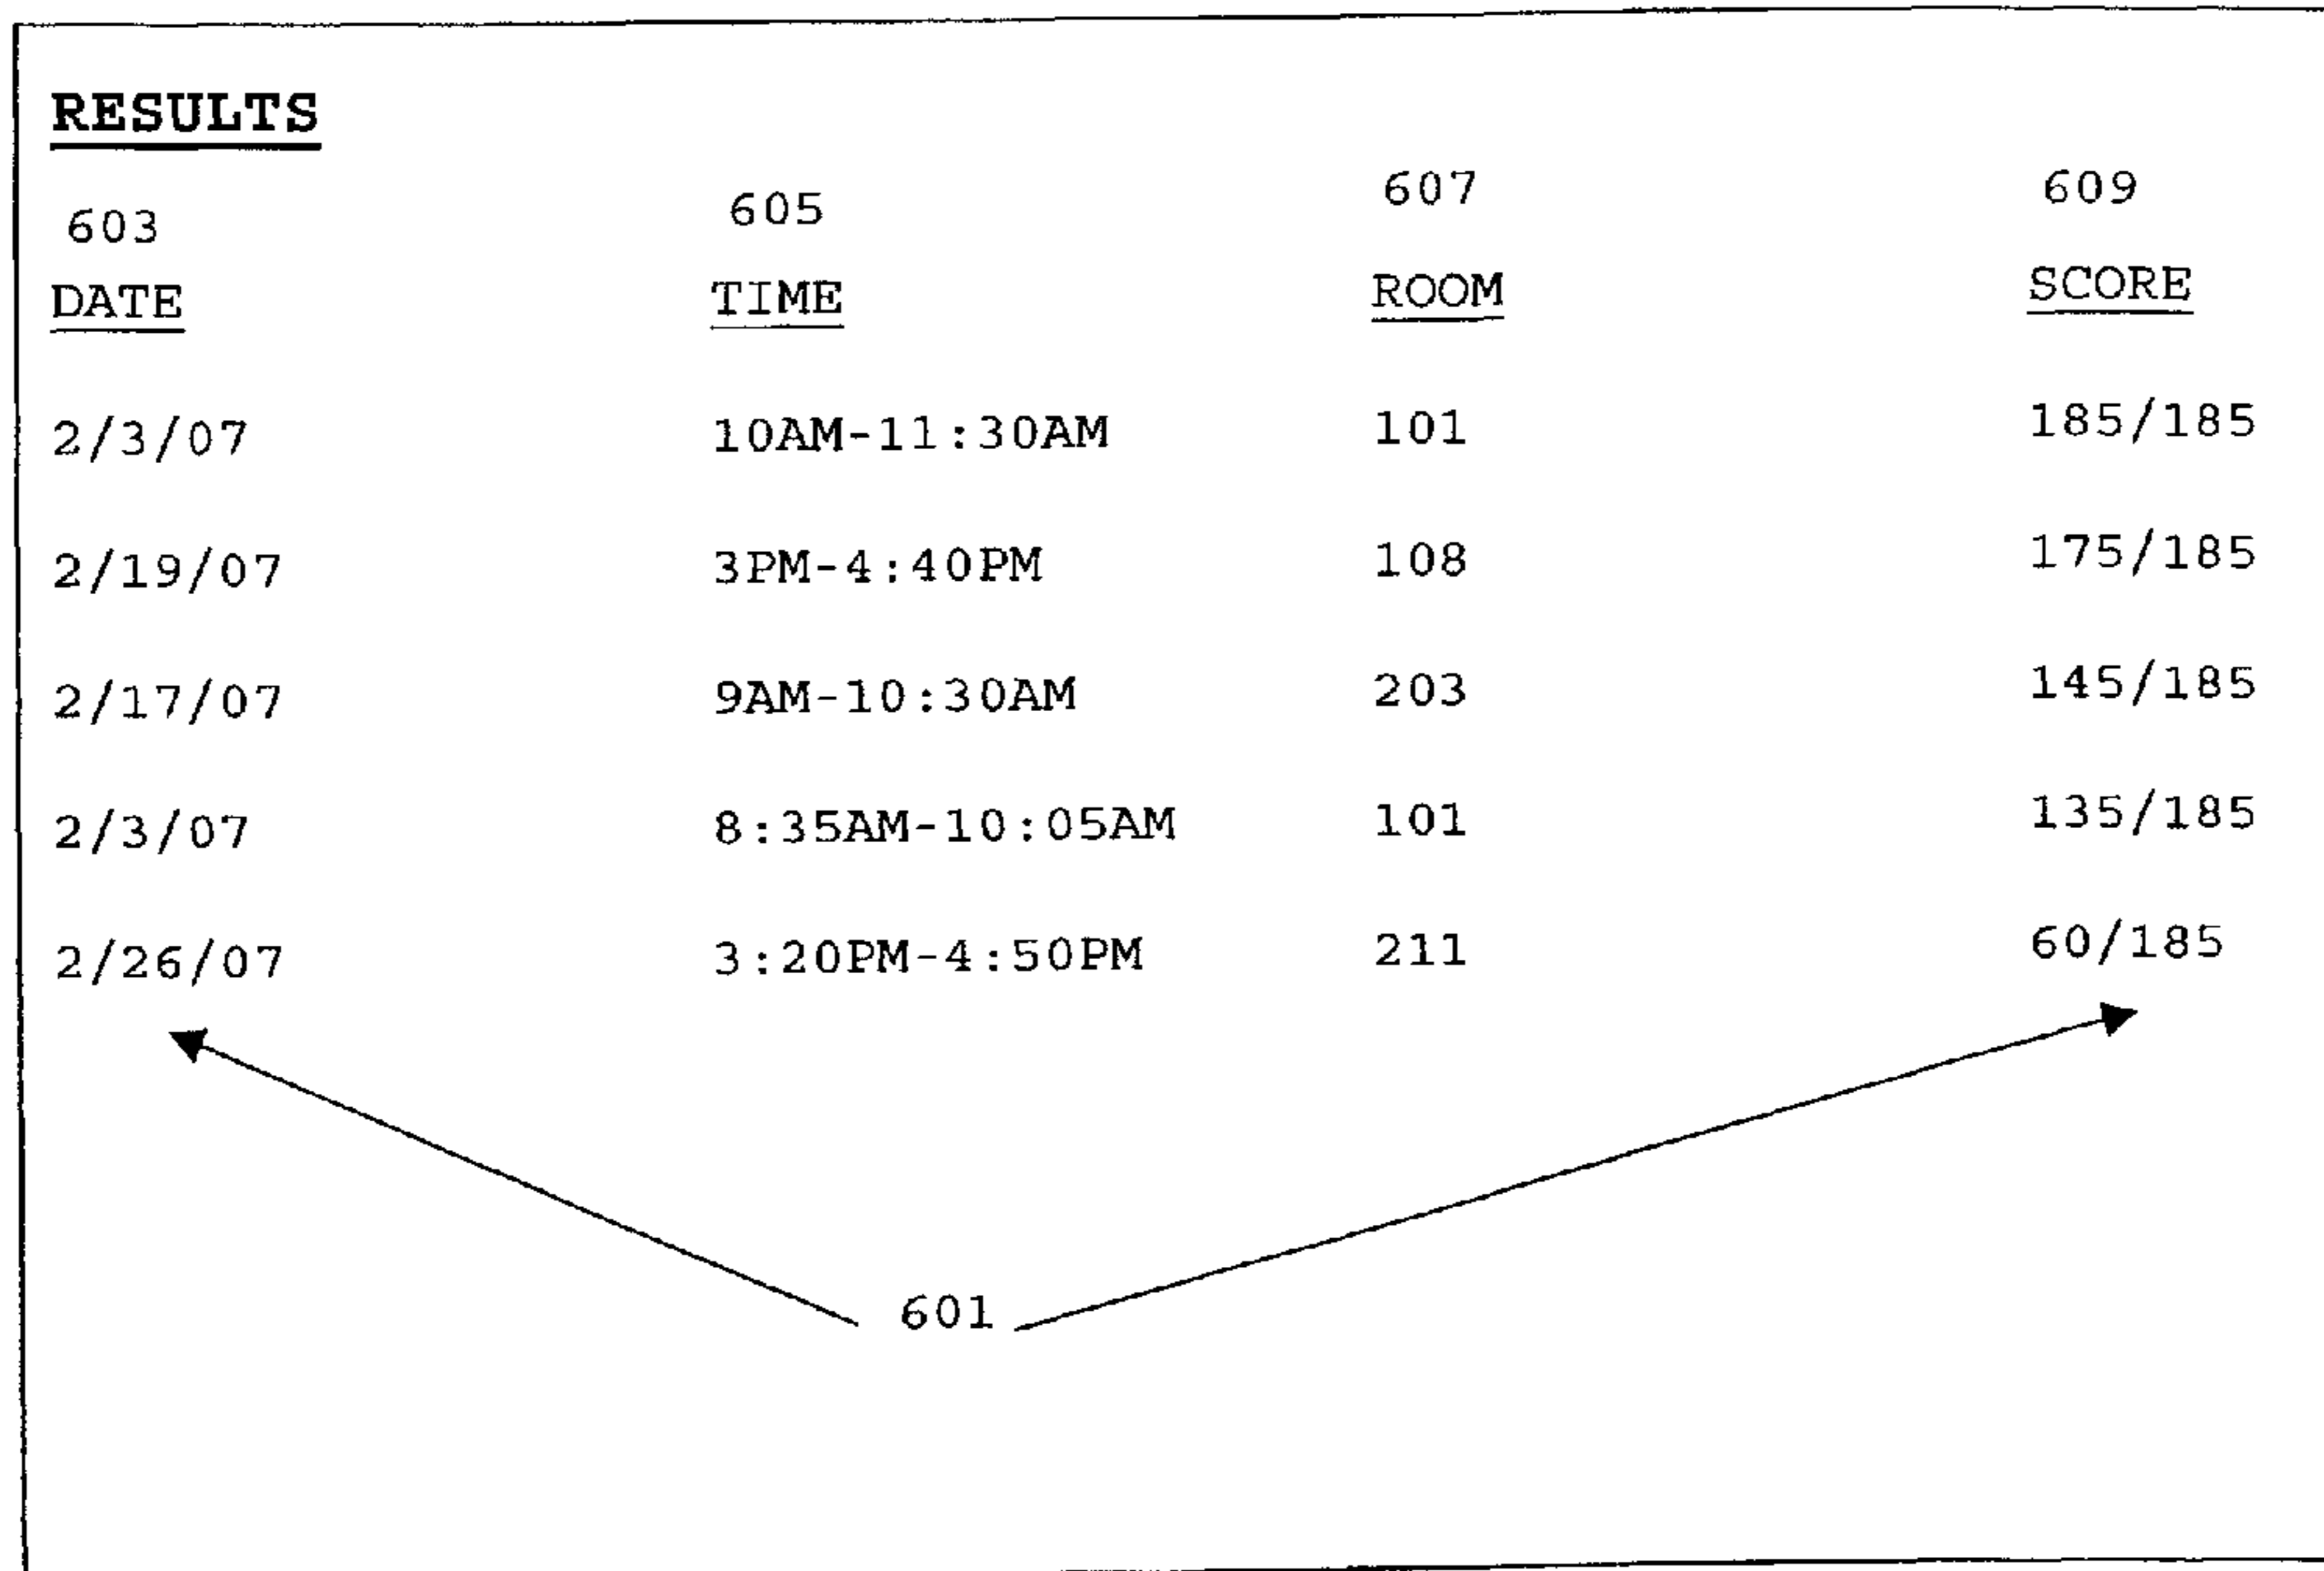 RESULTS
603 605 607 609
DATE TIME ROOM SCORE
2/3/07 10AM-11:30AM 101 185/185
2/19/07 3PM-4:40PM 108 175/185
2/17/07 9AM-10:30AM 203 145/185
2/3/07 8:35AM-10:05AM 101 135/185
2/26/07 3:20PM-4:50PM 211 60/185
601